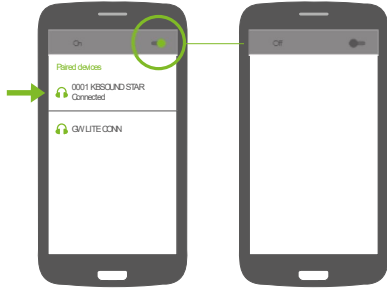 On
Off
Paired devices
0001 KBSOUND STAR
Connected
GW LITE CONN